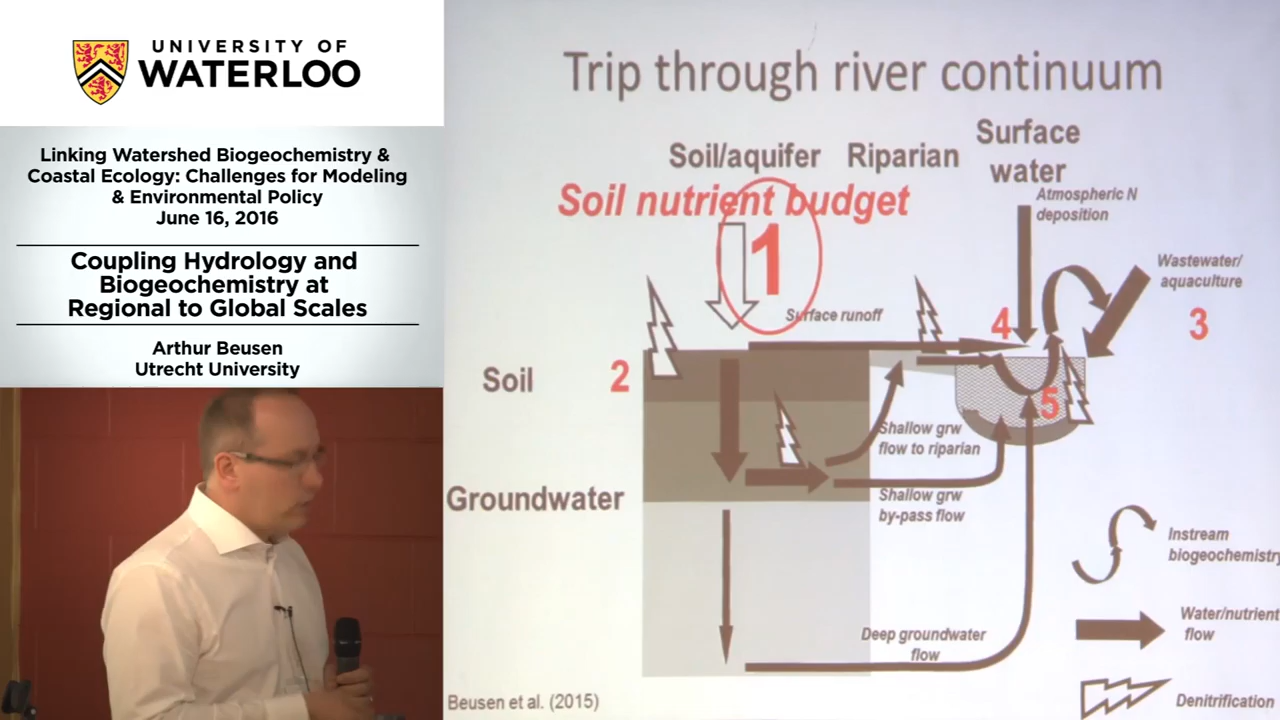 UNIVERSITY OF
WATERLOO
Linking Watershed Biogeochemistry &
Coastal Ecology: Challenges for Modeling
& Environmental Policy
June 16, 2016
Coupling Hydrology and
Biogeochemistry at
Regional to Global Scales
Arthur Beusen
Utrecht University
Trip through river continuum
Soil/aquifer
Riparian
Surface
water
Soil nutrient budget
1
Atmospheric N
deposition
Wastewater/
aquaculture
3
Surface runoff
4
Soil
2
5
Shallow grw
flow to riparian
Groundwater
Shallow grw
by-pass flow
Instream
biogeochemistry
Water/nutrient
flow
Deep groundwater
flow
Denitrification
Beusen et al. (2015)